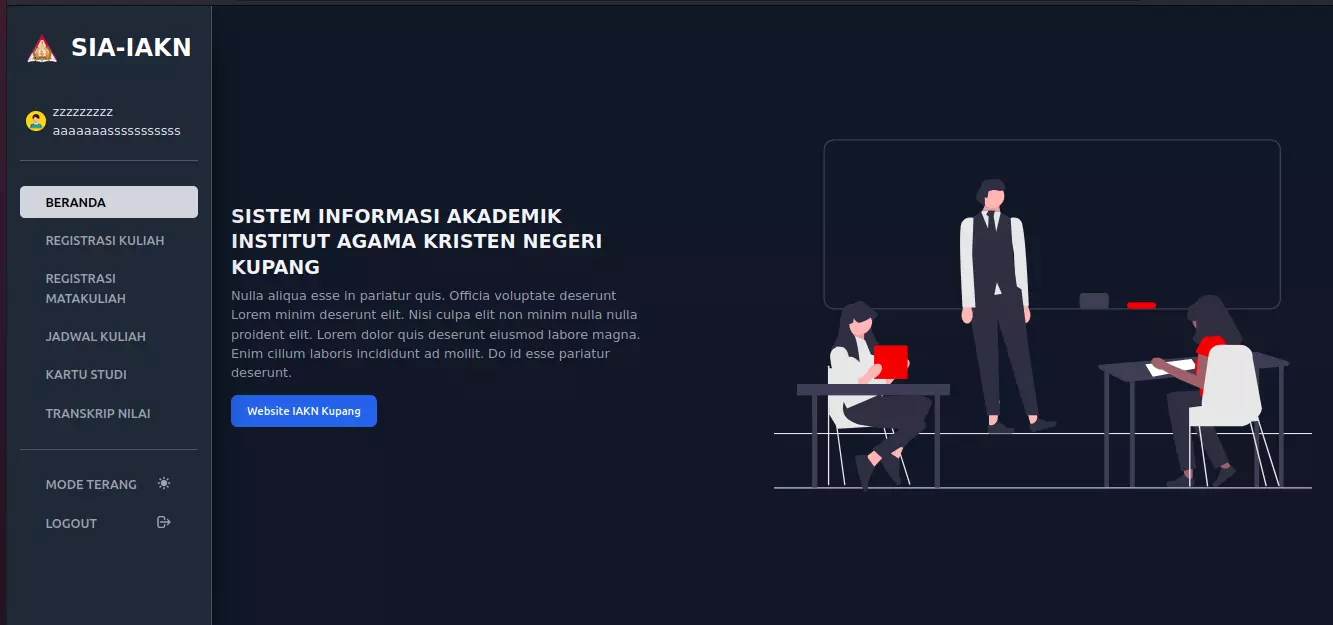 SIA-IAKN
zzzzzzzzz
aaaaaaasssssssssss
BERANDA
REGISTRASI KULIAH
REGISTRASI
MATAKULIAH
JADWAL KULIAH
KARTU STUDI
TRANSKRIP NILAI
MODE TERANG
LOGOUT
SISTEM INFORMASI AKADEMIK
INSTITUT AGAMA KRISTEN NEGERI
KUPANG
Nulla aliqua esse in pariatur quis. Officia voluptate deserunt
Lorem minim deserunt elit. Nisi culpa elit non minim nulla nulla
proident elit. Lorem dolor quis deserunt eiusmod labore magna.
Enim cillum laboris incididunt ad mollit. Do id esse pariatur
deserunt.
Website IAKN Kupang